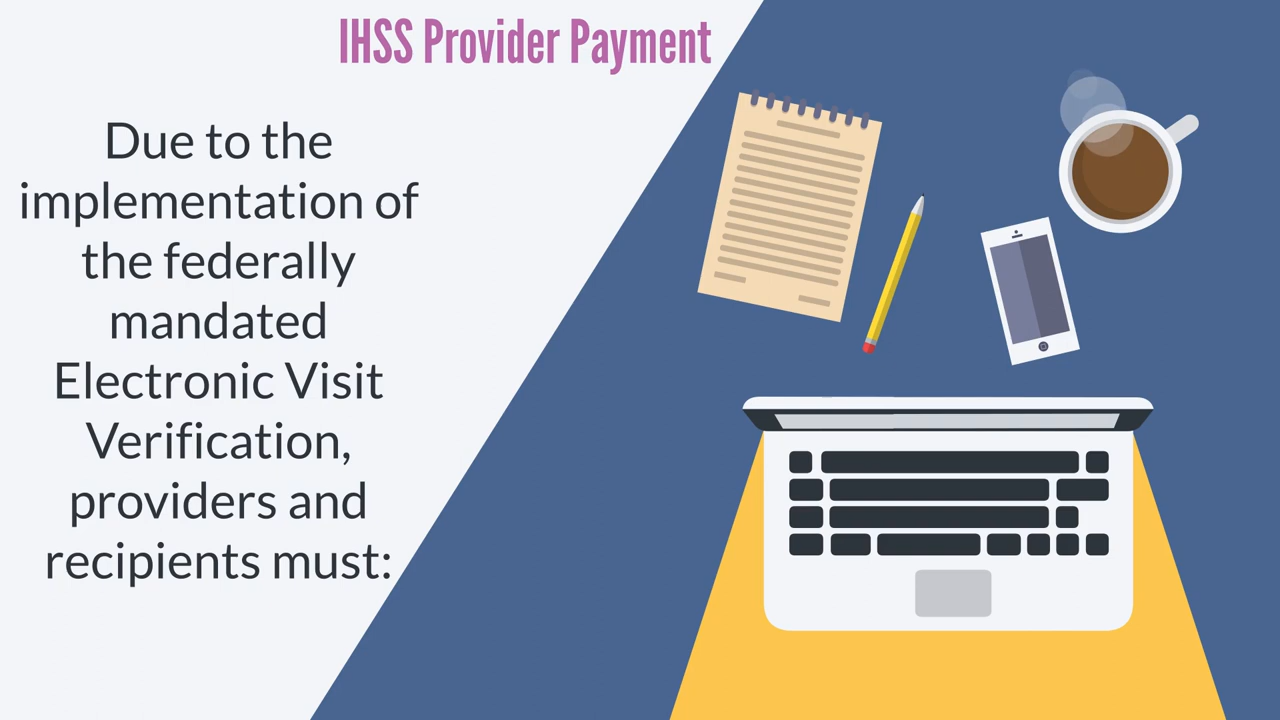 IHSS Provider Payment
Due to the
implementation of
the federally
mandated
Electronic Visit
Verification,
providers and
recipients must: